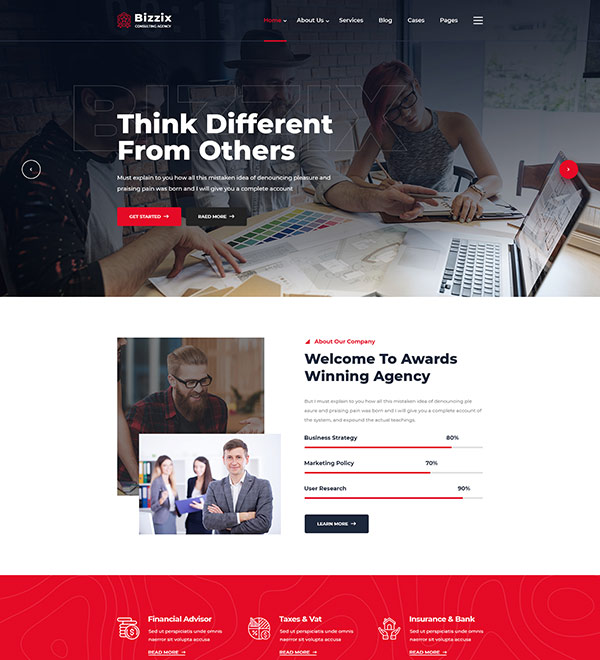 Bizzix
CONSULTING AGENCY
Home
About Us
Services
Blog
Cases
Pages
BIZZIX
Think Different
From Others
Must explain to you how all this mistaken idea of denouncing pleasure and
praising pain was born and I will give you a complete account
GET STARTED
RAED MORE
About Our Company
Welcome To Awards
Winning Agency
But I must explain to you how all this mistaken idea of denouncing ple
asure and praising pain was born and I will give you a complete account of
the system, and expound the actual teachings.
Business Strategy 80%
Marketing Policy 70%
User Research 90%
LEARN MORE
Financial Advisor
Sed ut perspiciatis unde omnis
naerror sit volupta accusa
READ MORE
Taxes & Vat
Sed ut perspiciatis unde omnis
naerror sit volupta accusa
READ MORE
Insurance & Bank
Sed ut perspiciatis unde omnis
naerror sit volupta accusa
READ MORE